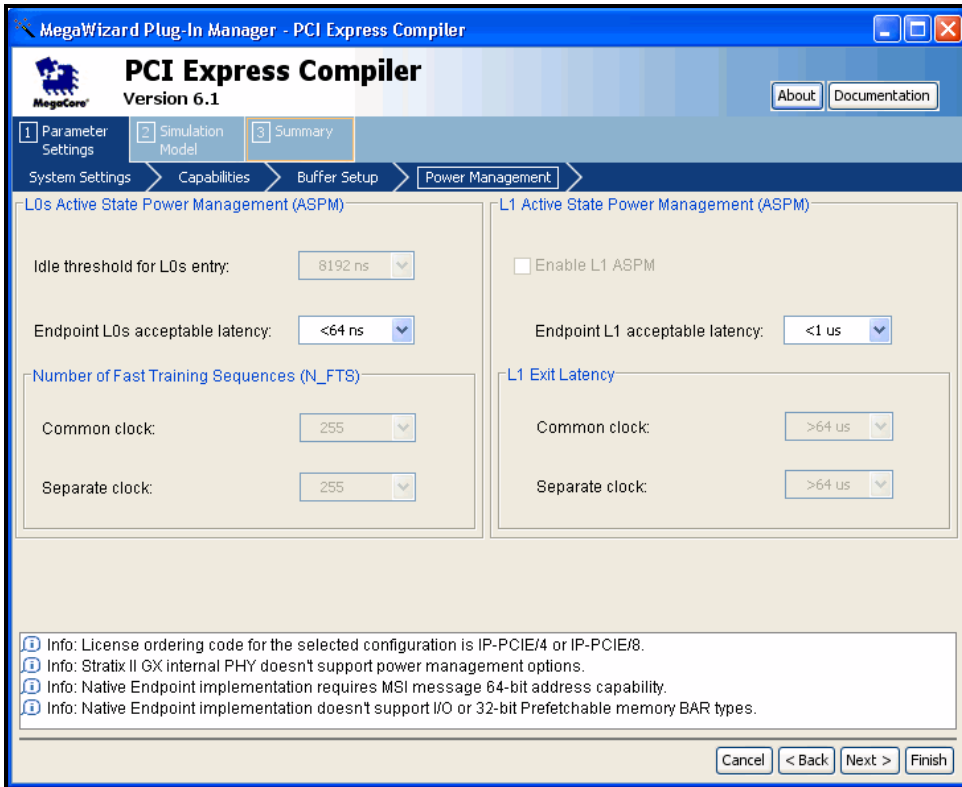 MegaWizard Plug-In Manager - PCI Express Compiler
MegaCore®
PCI Express Compiler
Version 6.1
About
Documentation
1 Parameter Settings
2 Simulation Model
3 Summary
System Settings
Capabilities
Buffer Setup
Power Management
L0s Active State Power Management (ASPM)
Idle threshold for L0s entry: 8192 ns
Endpoint L0s acceptable latency: <64 ns
Number of Fast Training Sequences (N_FTS)
Common clock: 255
Separate clock: 255
L1 Active State Power Management (ASPM)
Enable L1 ASPM
Endpoint L1 acceptable latency: <1 us
L1 Exit Latency
Common clock: >64 us
Separate clock: >64 us
Info: License ordering code for the selected configuration is IP-PCIE/4 or IP-PCIE/8.
Info: Stratix II GX internal PHY doesn't support power management options.
Info: Native Endpoint implementation requires MSI message 64-bit address capability.
Info: Native Endpoint implementation doesn't support I/O or 32-bit Prefetchable memory BAR types.
Cancel
< Back
Next >
Finish